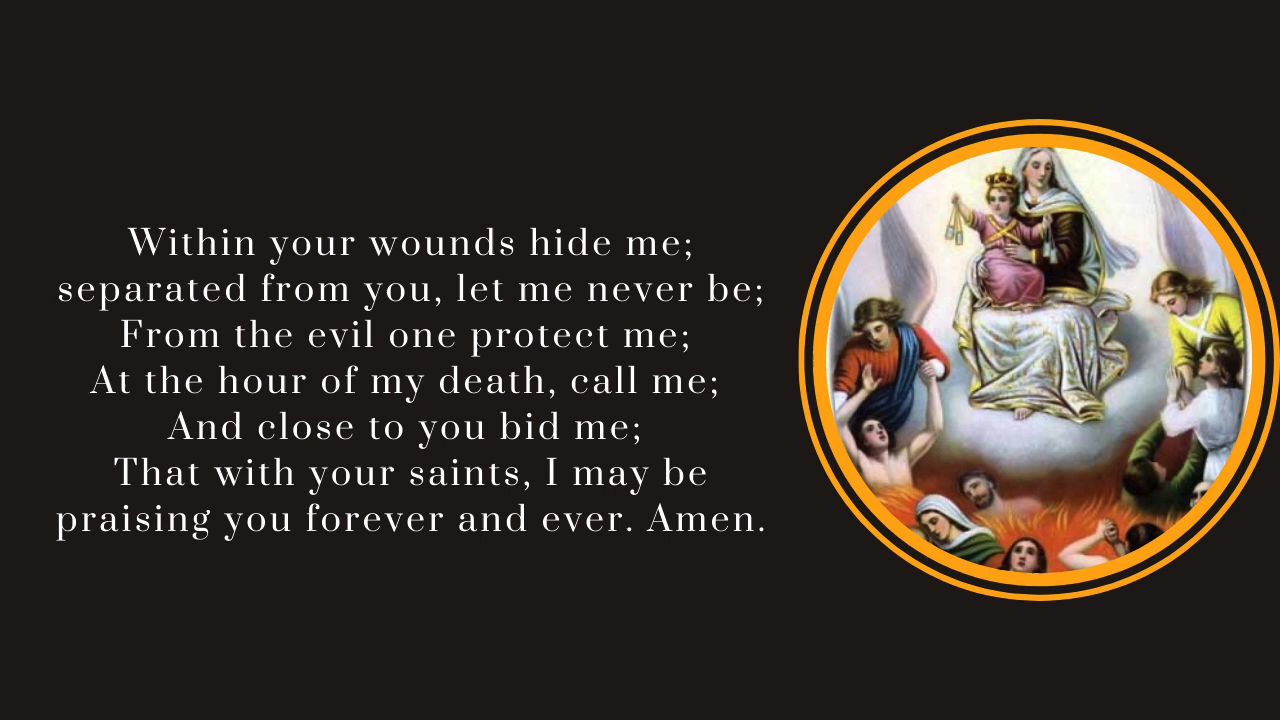 Within your wounds hide me;
separated from you, let me never be;
From the evil one protect me;
At the hour of my death, call me;
And close to you bid me;
That with your saints, I may be
praising you forever and ever. Amen.